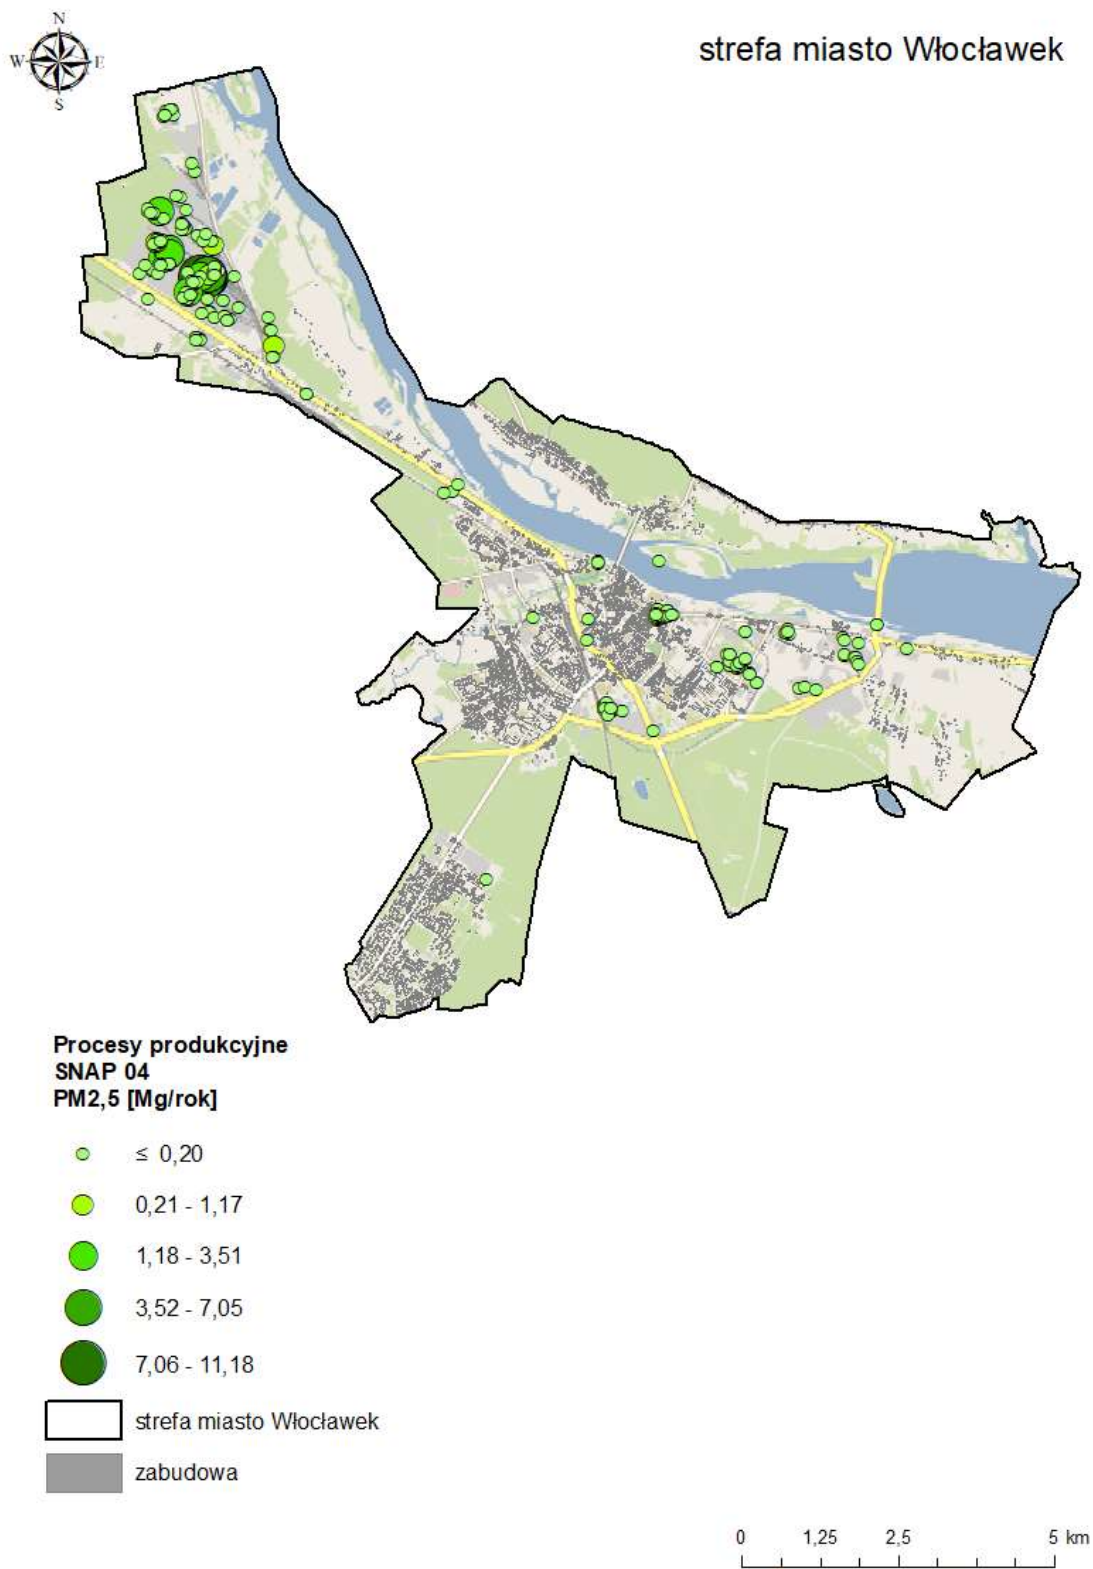 N
strefa miasto Włocławek
W E
S
Procesy produkcyjne
SNAP 04
PM2,5 [Mg/rok]
≤ 0,20
0,21 - 1,17
1,18 - 3,51
3,52 - 7,05
7,06 - 11,18
strefa miasto Włocławek
zabudowa
0 1,25 2,5 5 km